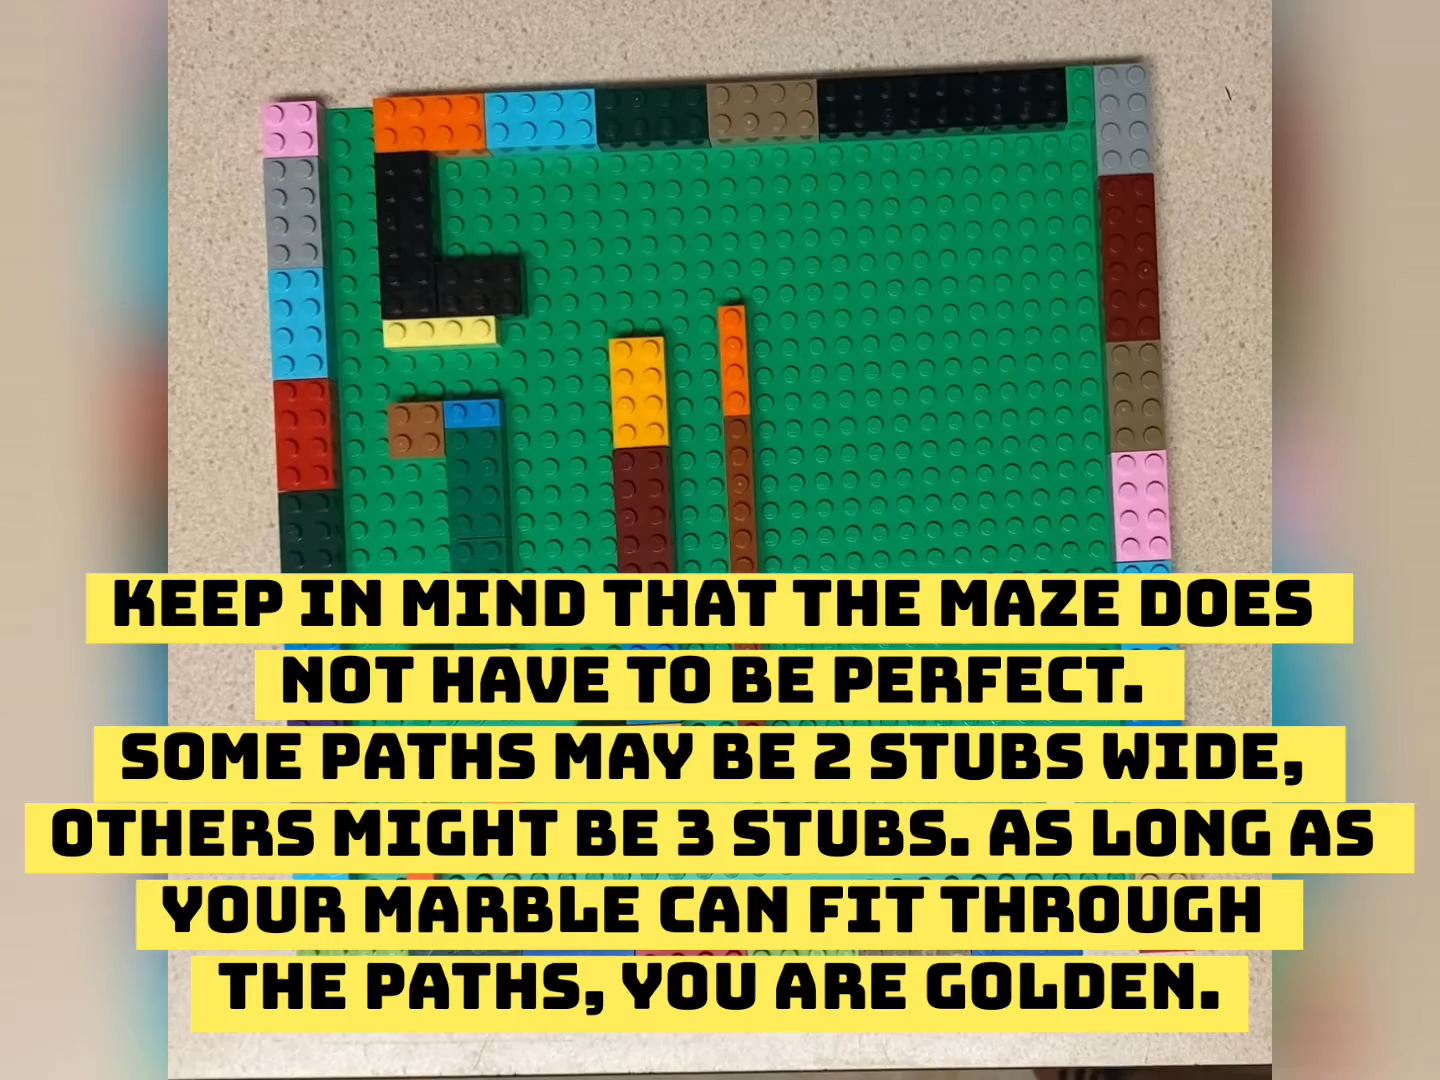 KEEP IN MIND THAT THE MAZE DOES
NOT HAVE TO BE PERFECT.
SOME PATHS MAY BE 2 STUBS WIDE,
OTHERS MIGHT BE 3 STUBS. AS LONG AS
YOUR MARBLE CAN FIT THROUGH
THE PATHS, YOU ARE GOLDEN.